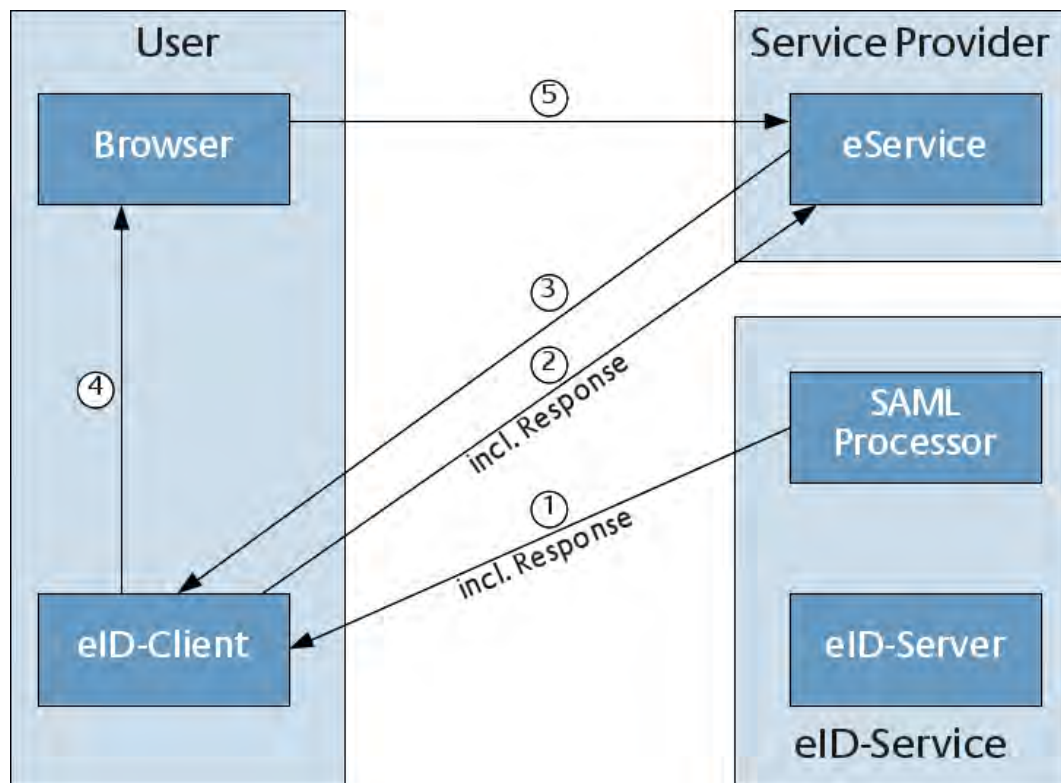 User
Service Provider
Browser
5
eService
3
2
incl. Response
4
SAML
Processor
1
incl. Response
eID-Client
eID-Server
eID-Service